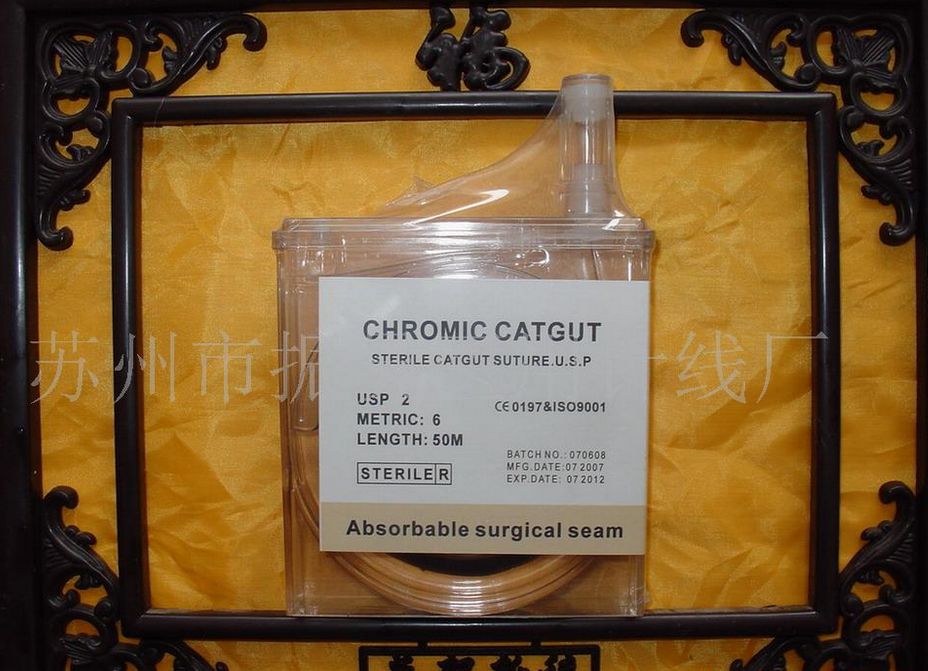 CHROMIC CATGUT
STERILE CATGUT SUTURE.U.S.P
USP 2
METRIC: 6
LENGTH: 50M
CE 0197&ISO9001
STERILE R
BATCH NO.: 070608
MFG.DATE: 07 2007
EXP.DATE: 07 2012
Absorbable surgical seam
苏州市振 线厂